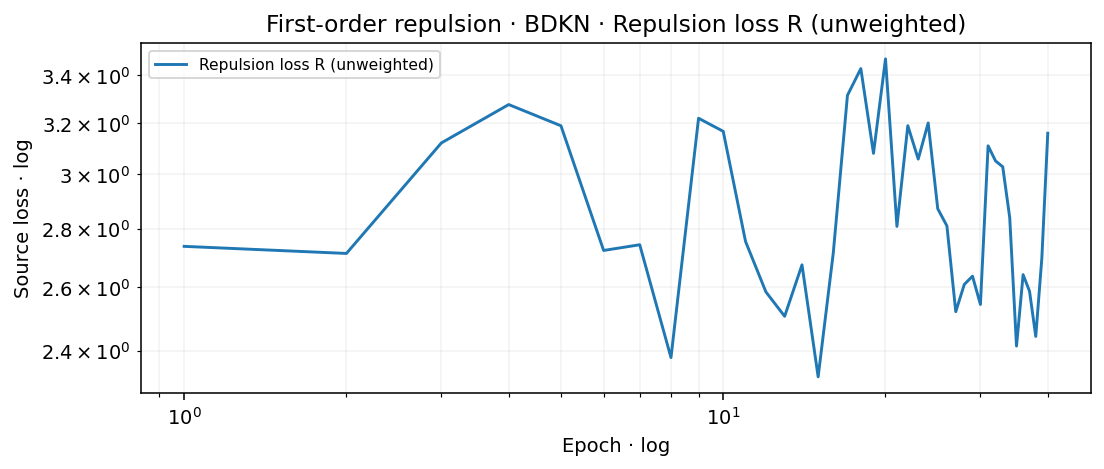 First-order repulsion · BDKN · Repulsion loss R (unweighted)
Repulsion loss R (unweighted)
Source loss · log
3.4 × 10⁰
3.2 × 10⁰
3 × 10⁰
2.8 × 10⁰
2.6 × 10⁰
2.4 × 10⁰
10⁰ 10¹
Epoch · log